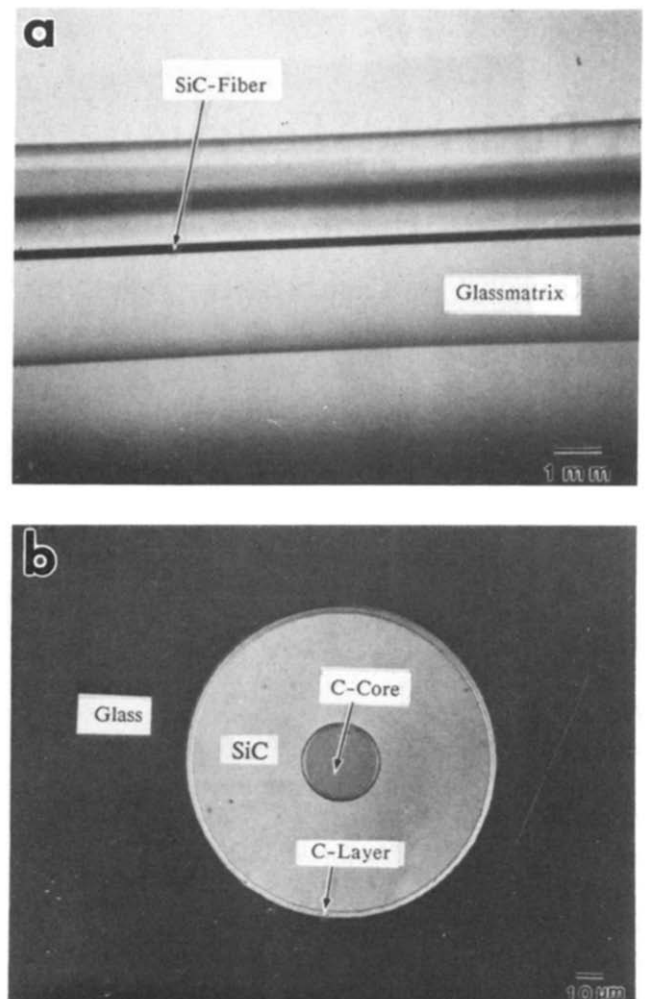 a
SiC-Fiber
Glassmatrix
1 mm
b
C-Core
Glass
SiC
C-Layer
10 µm